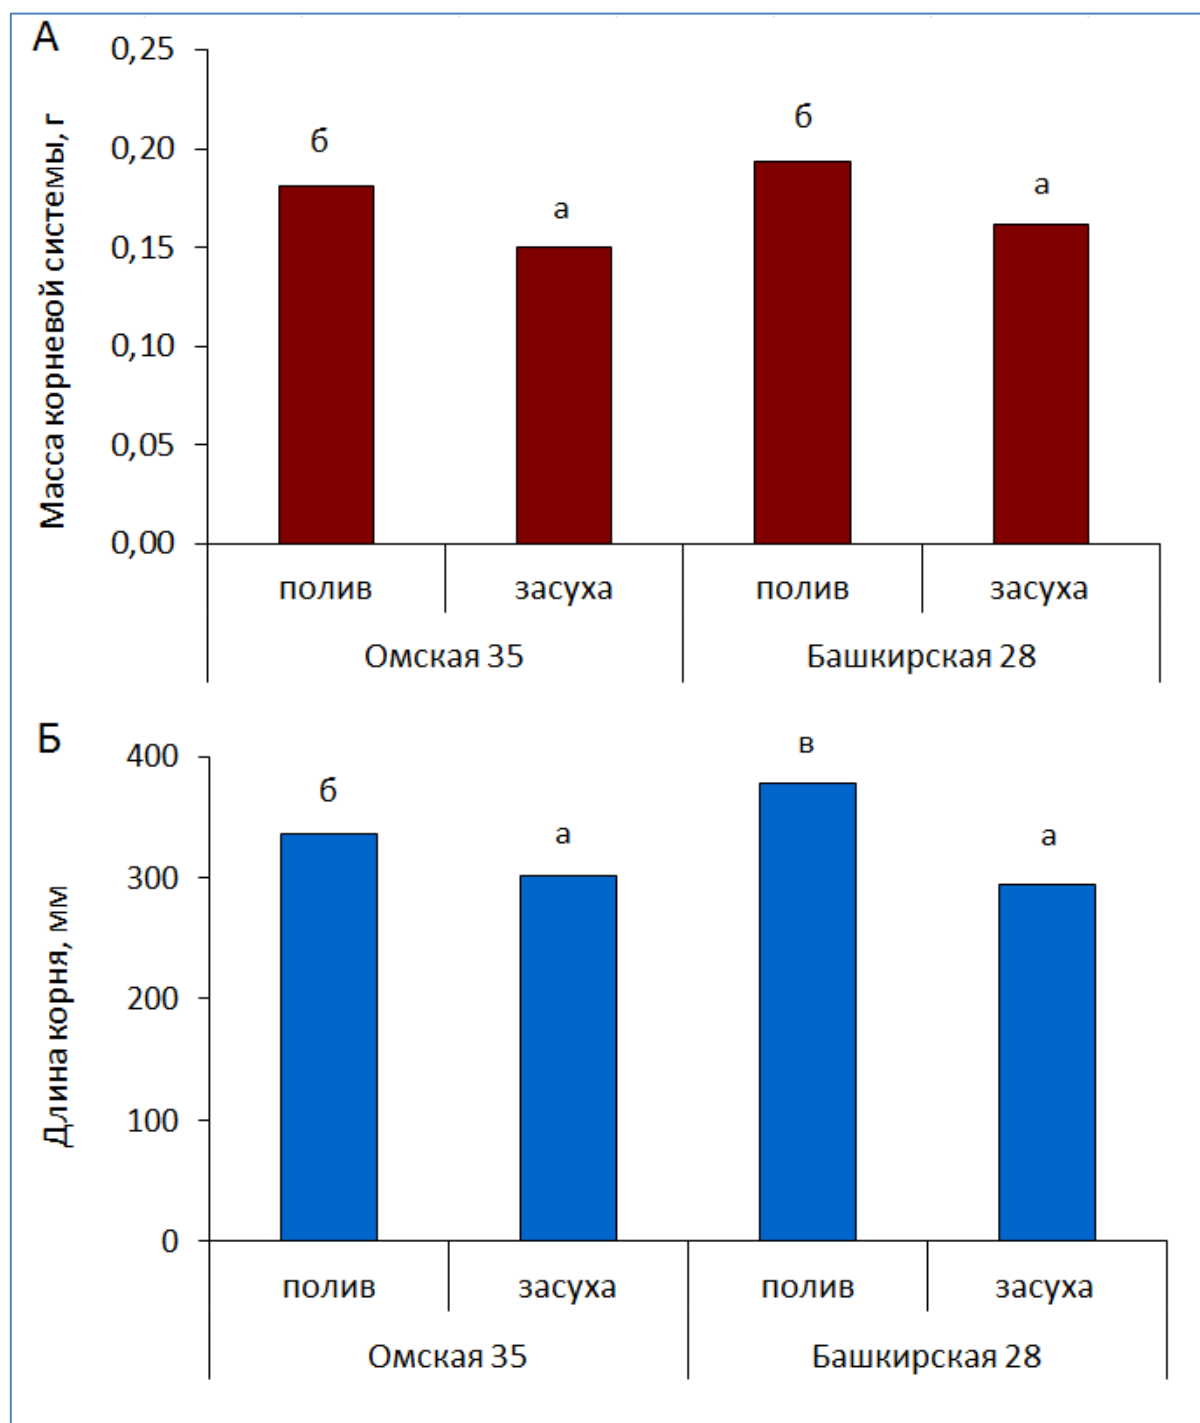 А
Масса корневой системы, г
0,25
0,20
0,15
0,10
0,05
0,00
б
а
б
а
полив засуха полив засуха
Омская 35 Башкирская 28
Б
Длина корня, мм
400
300
200
100
0
б
а
в
а
полив засуха полив засуха
Омская 35 Башкирская 28